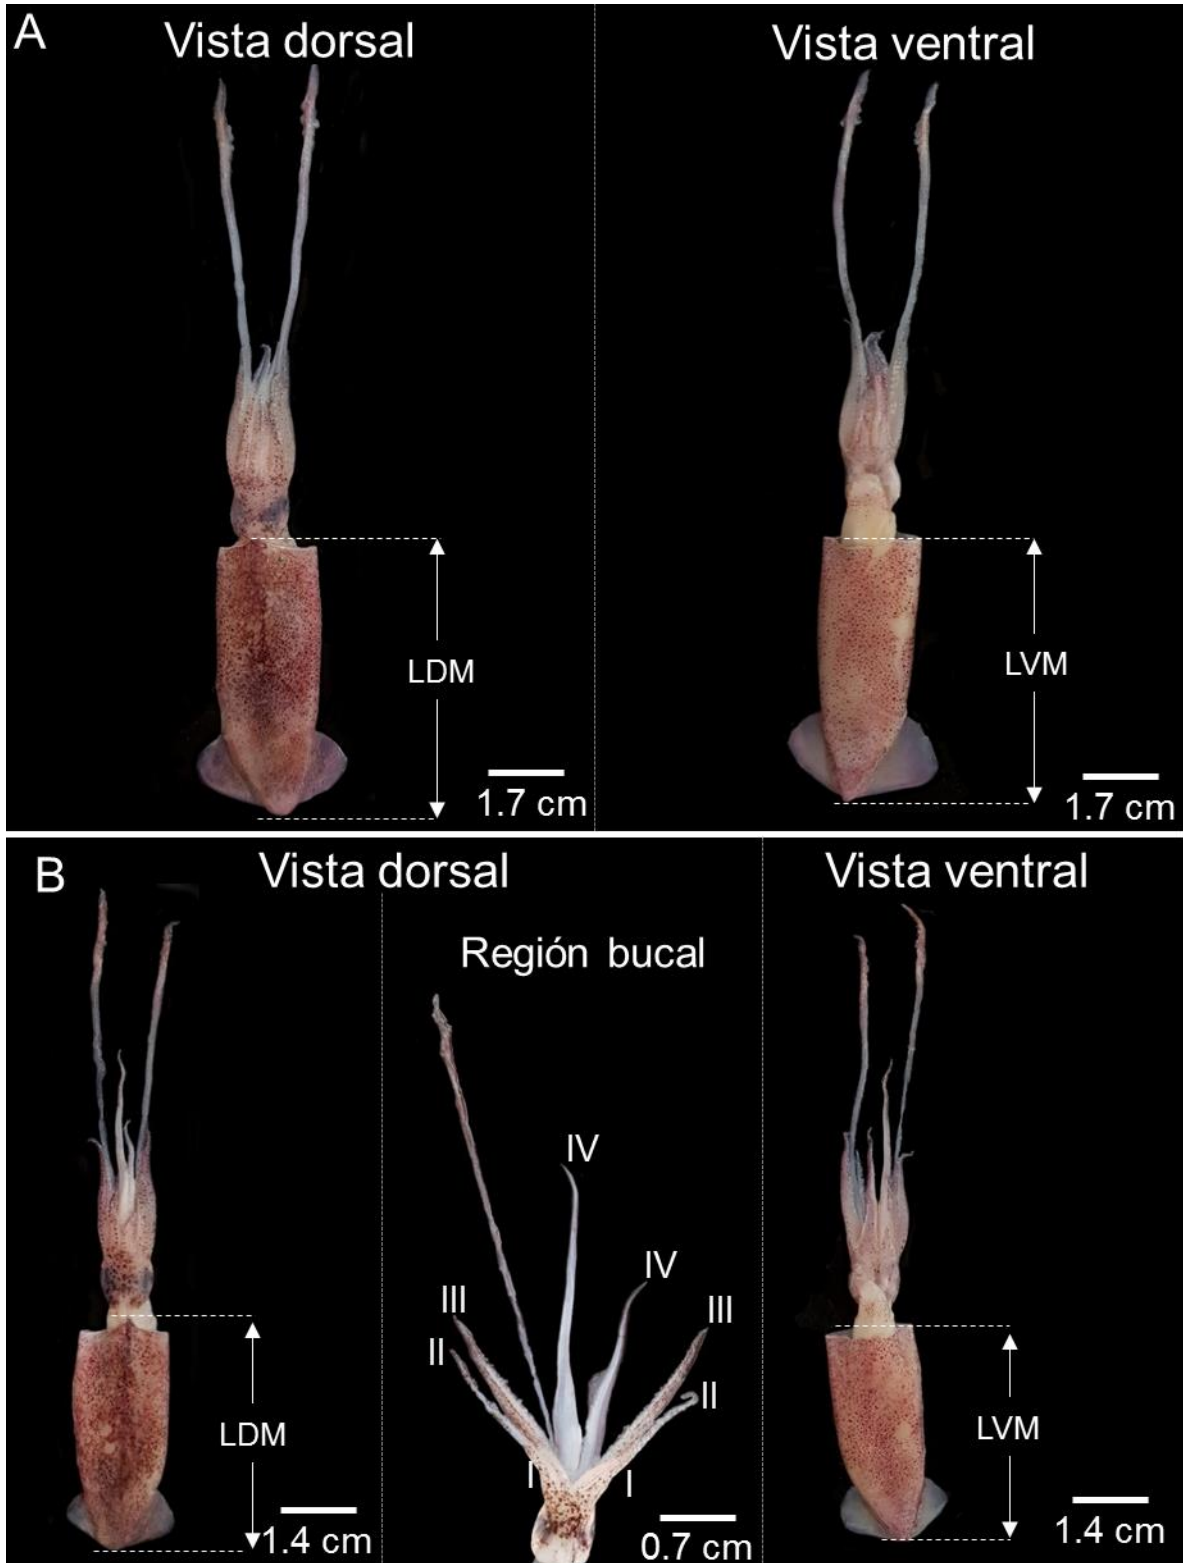 A
Vista dorsal
Vista ventral
LDM
LVM
1.7 cm
1.7 cm
B
Vista dorsal
Vista ventral
Región bucal
IV
IV
III
III
II
II
I
I
LDM
LVM
1.4 cm
0.7 cm
1.4 cm